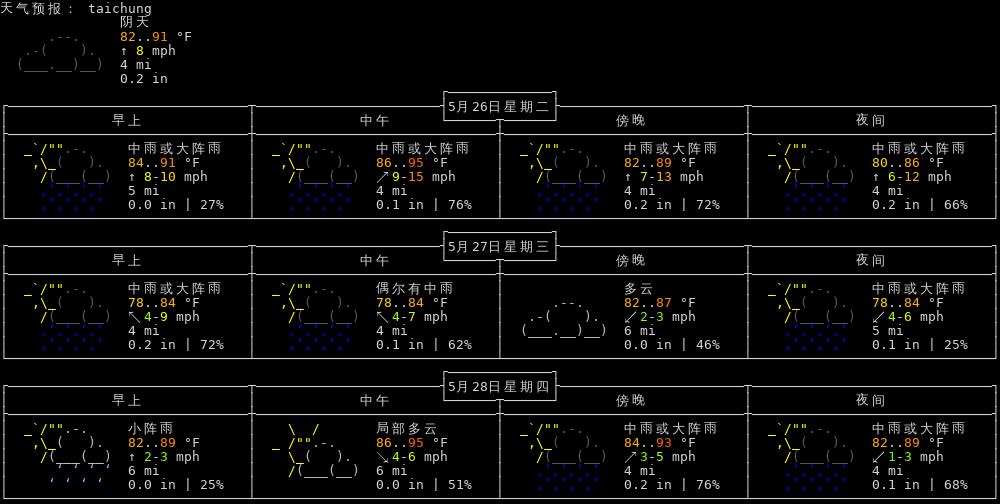 天气预报： taichung
阴天
82..91 °F
↑ 8 mph
4 mi
0.2 in
5月26日星期二
早上 中午 傍晚 夜间
中雨或大阵雨 中雨或大阵雨 中雨或大阵雨 中雨或大阵雨
84..91 °F 86..95 °F 82..89 °F 80..86 °F
↑ 8-10 mph ↗ 9-15 mph ↑ 7-13 mph ↑ 6-12 mph
5 mi 4 mi 4 mi 4 mi
0.0 in | 27% 0.1 in | 76% 0.2 in | 72% 0.2 in | 66%
5月27日星期三
早上 中午 傍晚 夜间
中雨或大阵雨 偶尔有中雨 多云 中雨或大阵雨
78..84 °F 78..84 °F 82..87 °F 78..84 °F
↖ 4-9 mph ↖ 4-7 mph ↙ 2-3 mph ↙ 4-6 mph
4 mi 4 mi 6 mi 5 mi
0.2 in | 72% 0.1 in | 62% 0.0 in | 46% 0.1 in | 25%
5月28日星期四
早上 中午 傍晚 夜间
小阵雨 局部多云 中雨或大阵雨 中雨或大阵雨
82..89 °F 86..95 °F 84..93 °F 82..89 °F
↑ 2-3 mph ↘ 4-6 mph ↗ 3-5 mph ↙ 1-3 mph
6 mi 6 mi 4 mi 4 mi
0.0 in | 25% 0.0 in | 51% 0.2 in | 76% 0.1 in | 68%